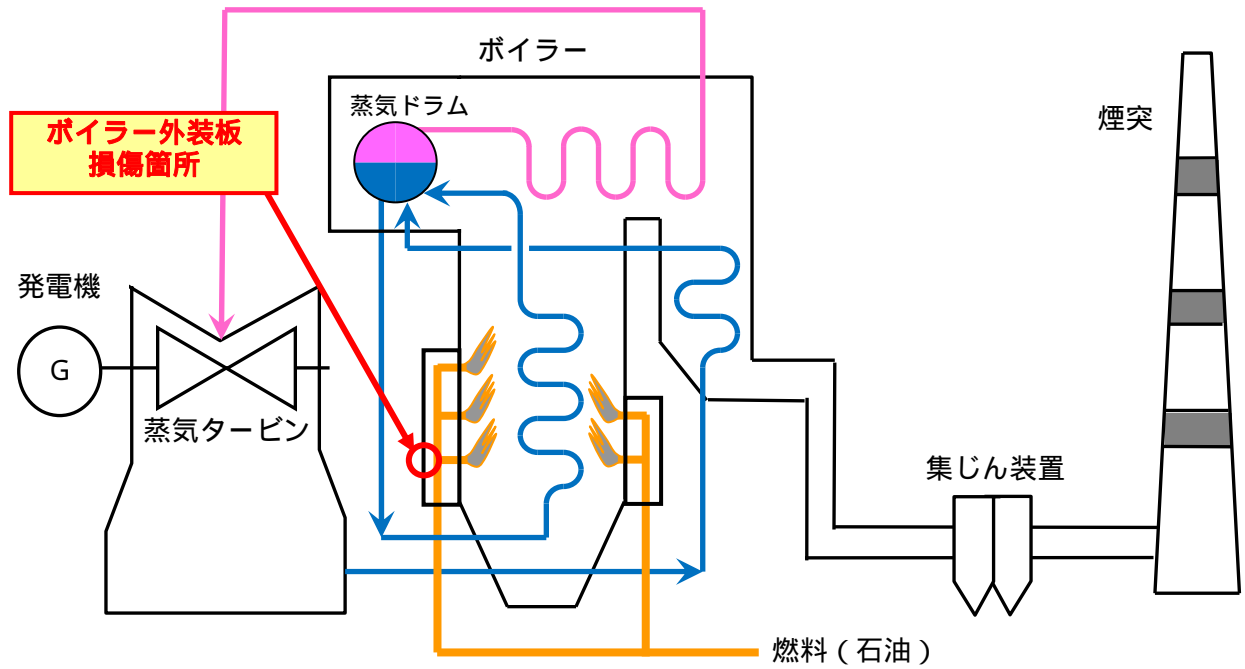 ボイラー
蒸気ドラム
ボイラー外装板
損傷箇所
煙突
発電機
G
蒸気タービン
集じん装置
燃料（石油）